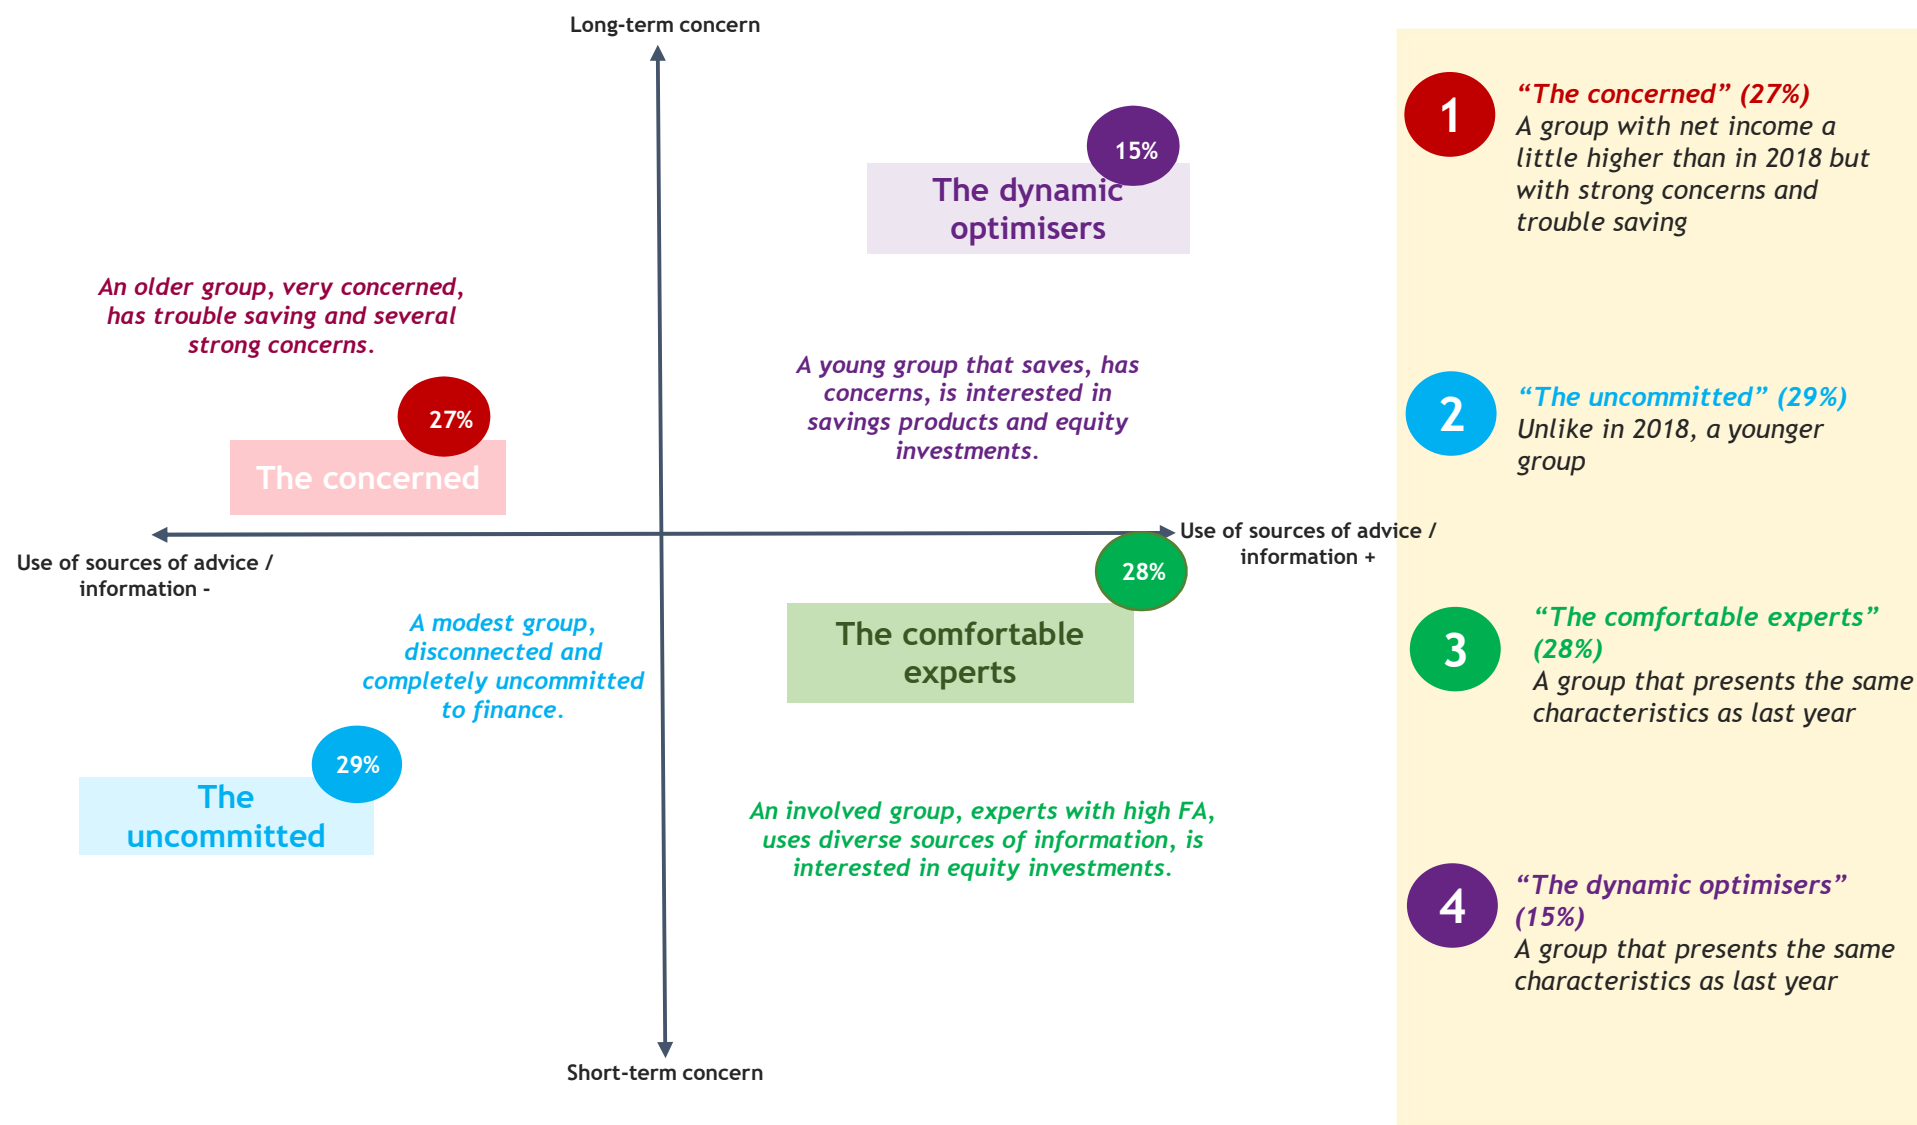 Long-term concern
15%
The dynamic
optimisers
An older group, very concerned,
has trouble saving and several
strong concerns.
27%
The concerned
A young group that saves, has
concerns, is interested in
savings products and equity
investments.
Use of sources of advice /
information -
Use of sources of advice /
information +
28%
The comfortable
experts
A modest group,
disconnected and
completely uncommitted
to finance.
29%
The
uncommitted
An involved group, experts with high FA,
uses diverse sources of information, is
interested in equity investments.
Short-term concern
1
“The concerned” (27%)
A group with net income a
little higher than in 2018 but
with strong concerns and
trouble saving
2
“The uncommitted” (29%)
Unlike in 2018, a younger
group
3
“The comfortable experts”
(28%)
A group that presents the same
characteristics as last year
4
“The dynamic optimisers”
(15%)
A group that presents the same
characteristics as last year